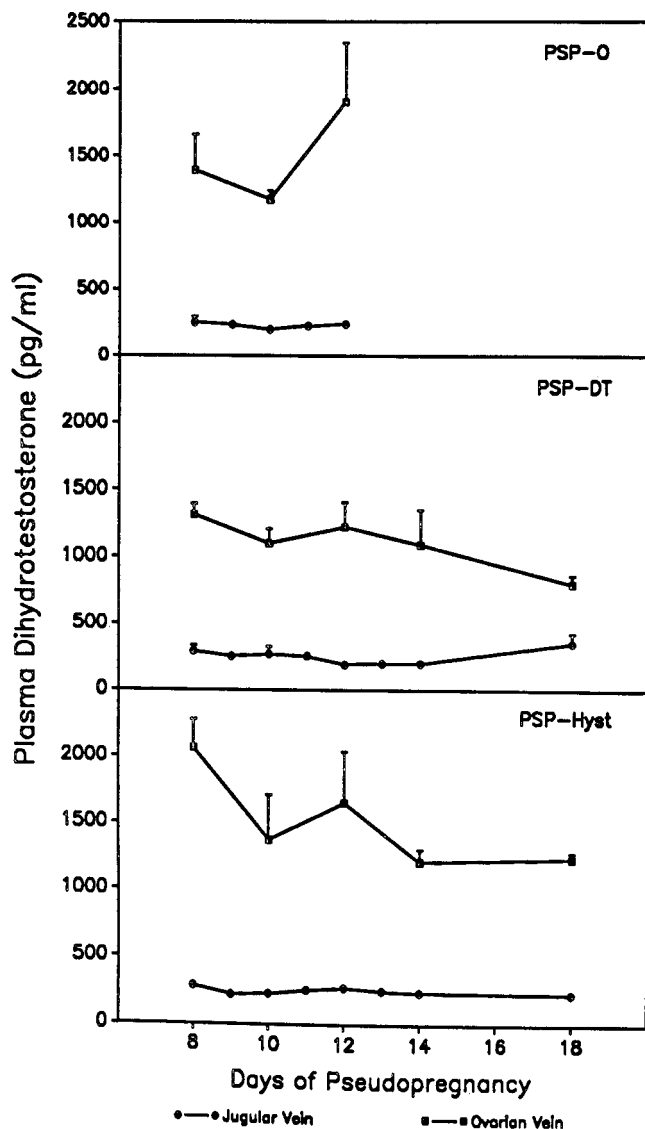 2500
PSP-O
2000
1500
1000
500
0
PSP-DT
2000
1500
1000
500
0
PSP-Hyst
2000
1500
1000
500
0
8 10 12 14 16 18
Plasma Dihydrotestosterone (pg/ml)
Days of Pseudopregnancy
Jugular Vein Ovarian Vein